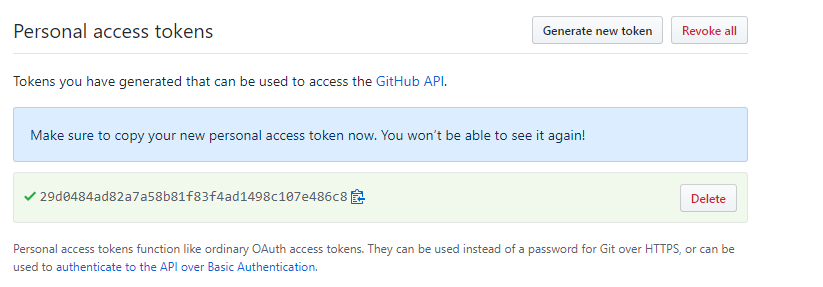 Personal access tokens
Generate new token
Revoke all
Tokens you have generated that can be used to access the GitHub API.
Make sure to copy your new personal access token now. You won't be able to see it again!
29d0484ad82a7a58b81f83f4ad1498c107e486c8
Delete
Personal access tokens function like ordinary OAuth access tokens. They can be used instead of a password for Git over HTTPS, or can be
used to authenticate to the API over Basic Authentication.